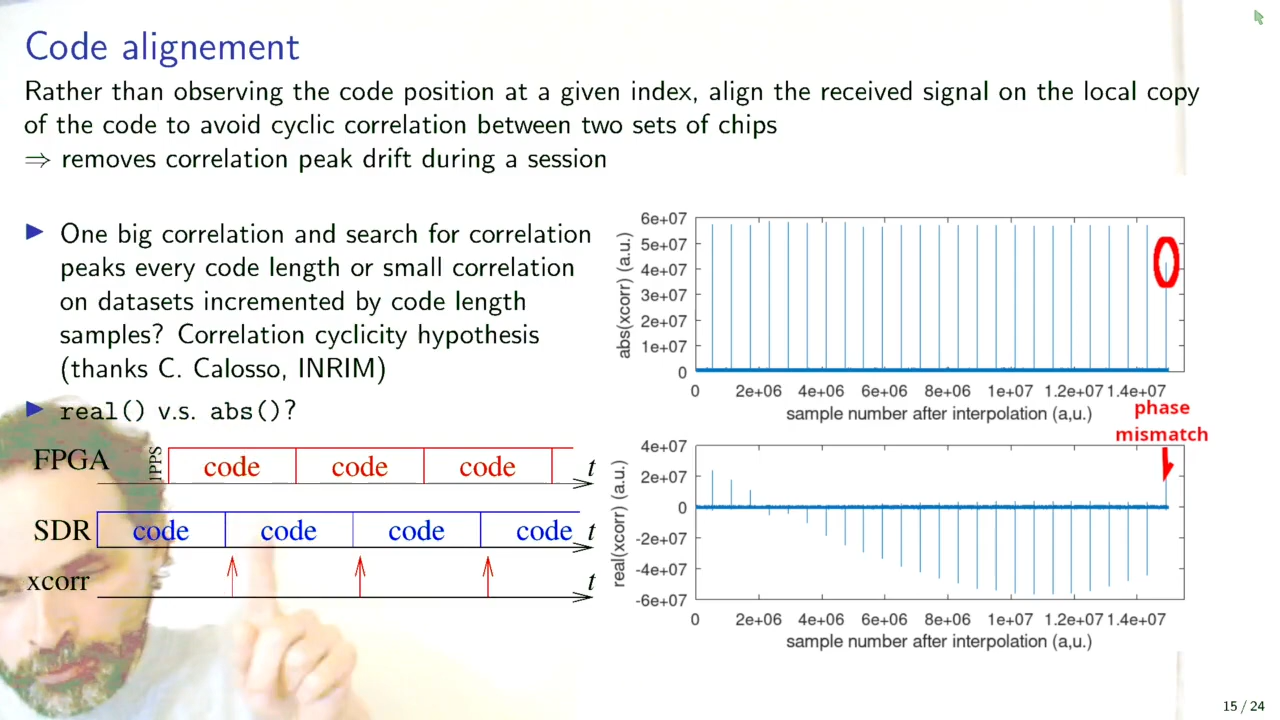 Code alignement
Rather than observing the code position at a given index, align the received signal on the local copy
of the code to avoid cyclic correlation between two sets of chips
⇒ removes correlation peak drift during a session
▶ One big correlation and search for correlation
peaks every code length or small correlation
on datasets incremented by code length
samples? Correlation cyclicity hypothesis
(thanks C. Calosso, INRIM)
▶ real() v.s. abs()?
FPGA 1PPS code code code t
SDR code code code code t
xcorr t
abs(xcorr) (a.u.)
6e+07
5e+07
4e+07
3e+07
2e+07
1e+07
0
0 2e+06 4e+06 6e+06 8e+06 1e+07 1.2e+07 1.4e+07
sample number after interpolation (a,u.)
phase
mismatch
real(xcorr) (a.u.)
4e+07
2e+07
0
-2e+07
-4e+07
-6e+07
0 2e+06 4e+06 6e+06 8e+06 1e+07 1.2e+07 1.4e+07
sample number after interpolation (a,u.)
15 / 24